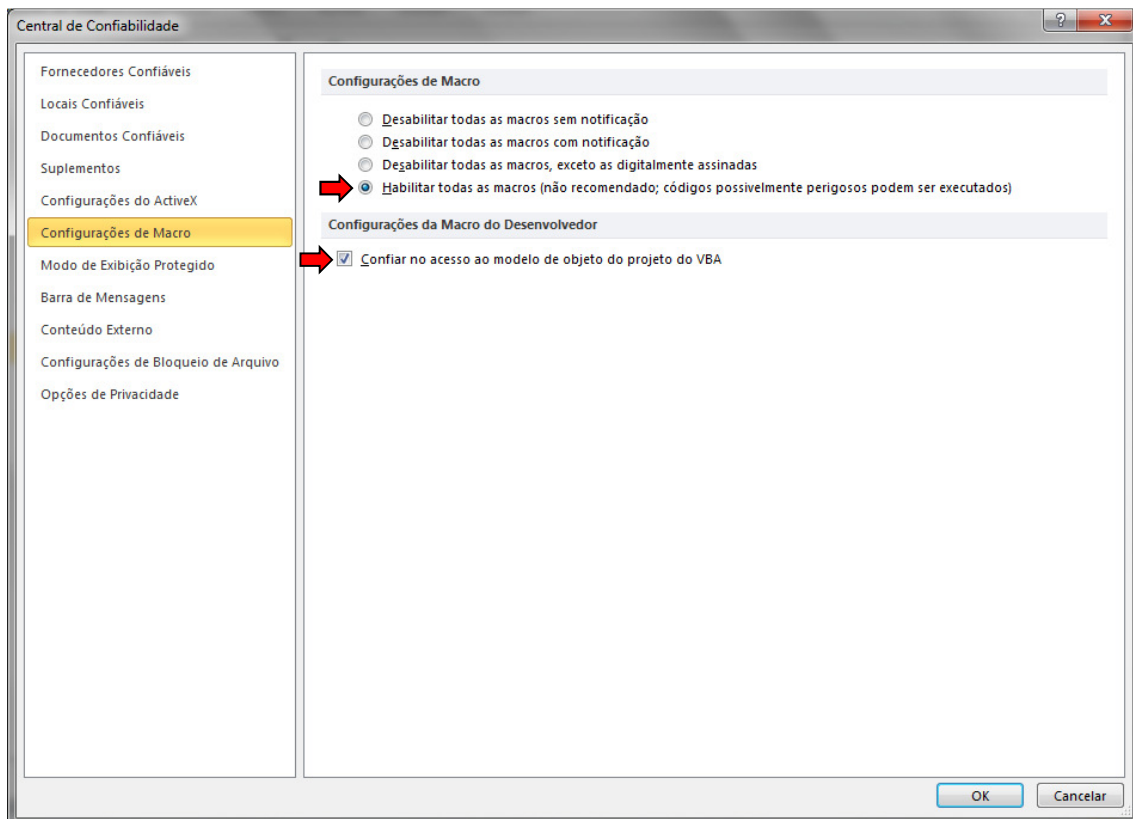 Central de Confiabilidade
Fornecedores Confiáveis
Locais Confiáveis
Documentos Confiáveis
Suplementos
Configurações do ActiveX
Configurações de Macro
Modo de Exibição Protegido
Barra de Mensagens
Conteúdo Externo
Configurações de Bloqueio de Arquivo
Opções de Privacidade
Configurações de Macro
Desabilitar todas as macros sem notificação
Desabilitar todas as macros com notificação
Desabilitar todas as macros, exceto as digitalmente assinadas
Habilitar todas as macros (não recomendado; códigos possivelmente perigosos podem ser executados)
Configurações da Macro do Desenvolvedor
Confiar no acesso ao modelo de objeto do projeto do VBA
OK
Cancelar